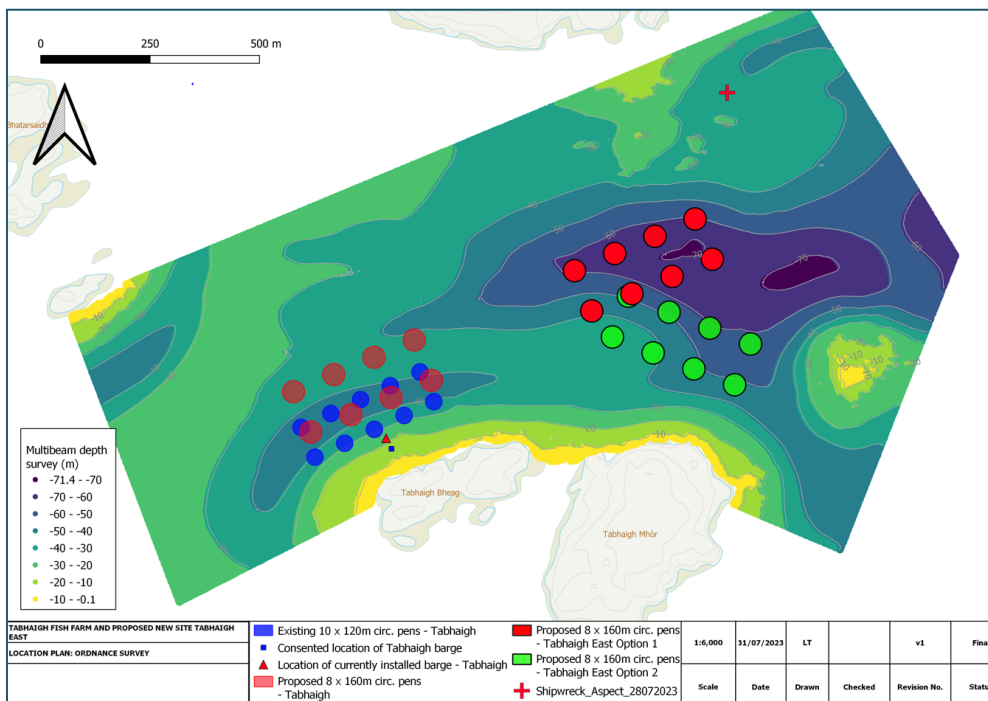 0 250 500 m
Bhatarsaidh
-10
-70
-60
-10
-10
Tabhaigh Bheag
Tabhaigh Mhòr
Multibeam depth
survey (m)
-71.4 - -70
-70 - -60
-60 - -50
-50 - -40
-40 - -30
-30 - -20
-20 - -10
-10 - -0.1
TABHAIGH FISH FARM AND PROPOSED NEW SITE TABHAIGH
EAST
LOCATION PLAN: ORDNANCE SURVEY
Existing 10 x 120m circ. pens - Tabhaigh
Consented location of Tabhaigh barge
Location of currently installed barge - Tabhaigh
Proposed 8 x 160m circ. pens
- Tabhaigh
Proposed 8 x 160m circ. pens
- Tabhaigh East Option 1
Proposed 8 x 160m circ. pens
- Tabhaigh East Option 2
Shipwreck_Aspect_28072023
1:6,000 31/07/2023 LT v1 Fina
Scale Date Drawn Checked Revision No. Statu